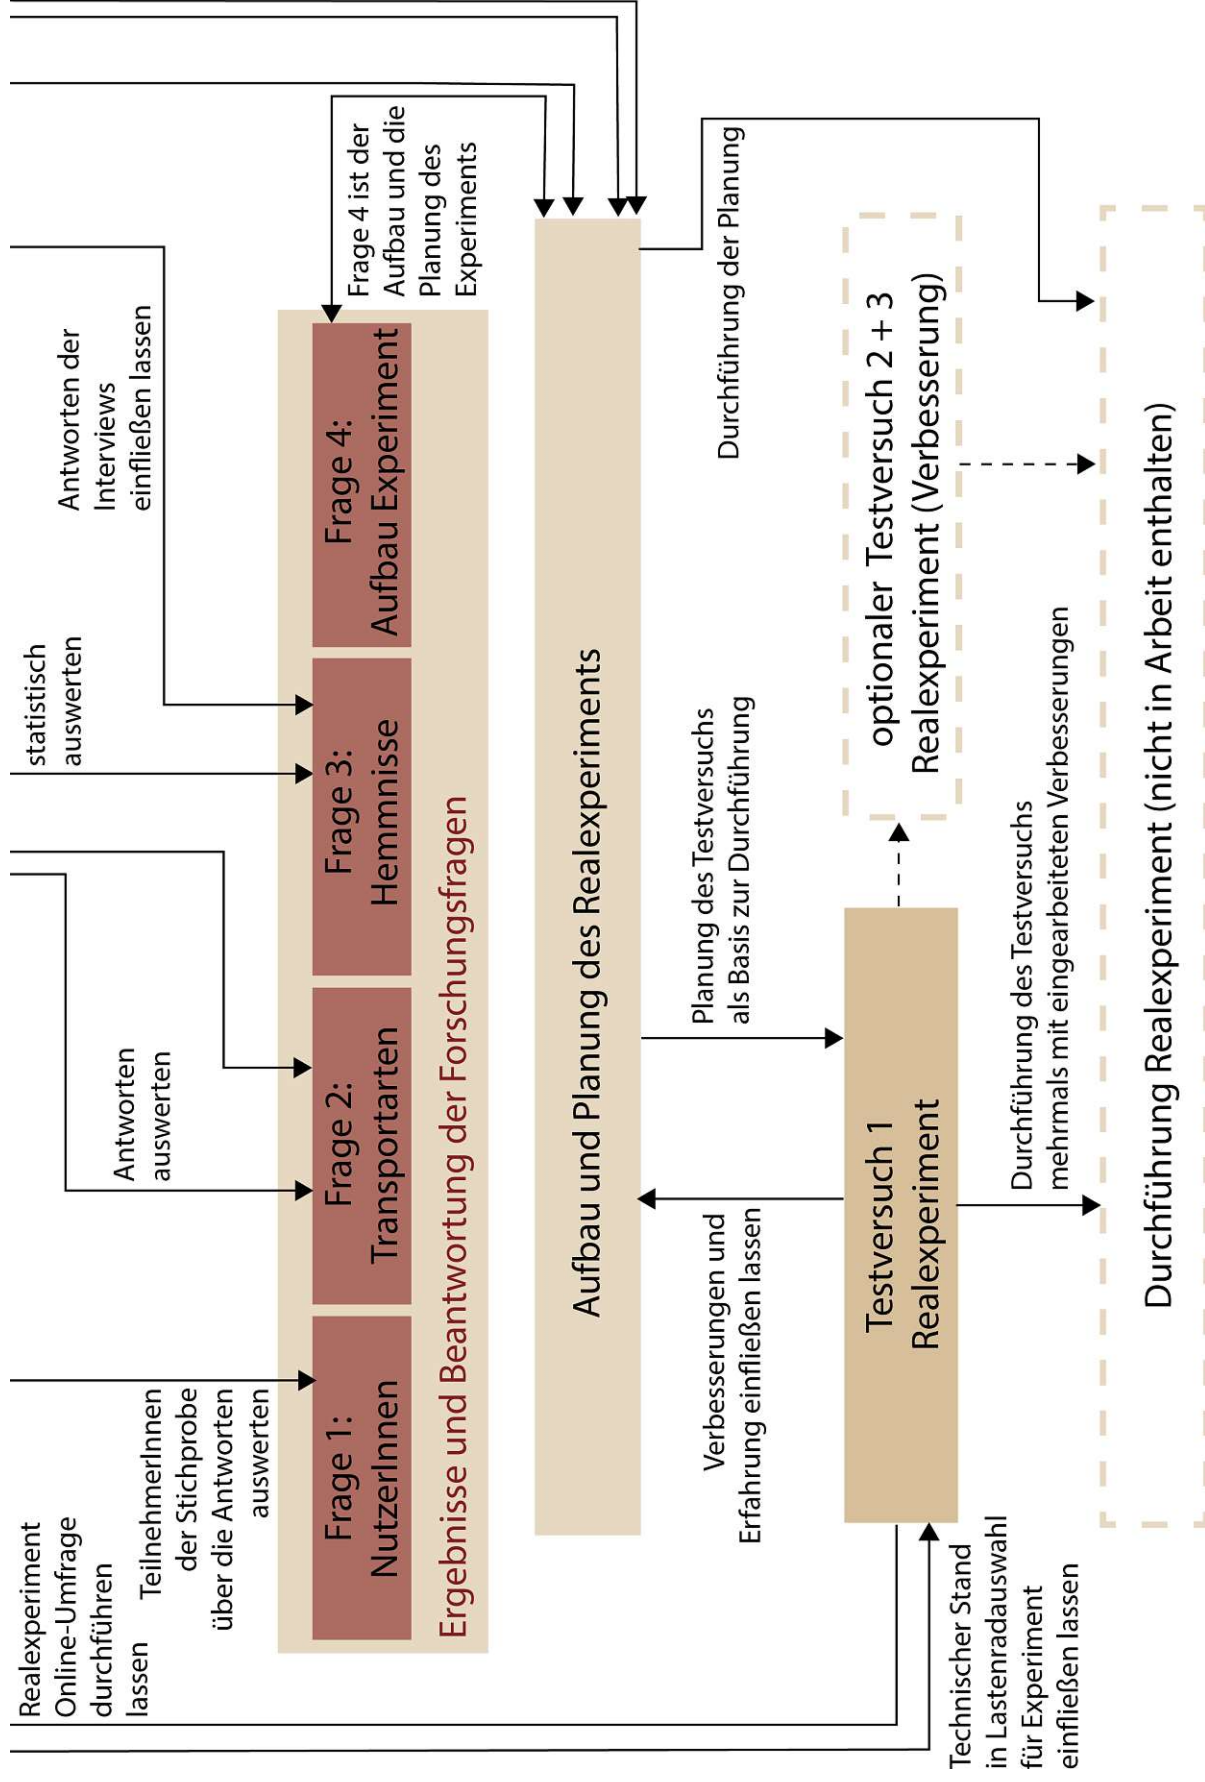 Realexperiment
Online-Umfrage
durchführen
lassen
TeilnehmerInnen
der Stichprobe
über die Antworten
auswerten
Antworten
auswerten
statistisch
auswerten
Antworten der
Interviews
einfließen lassen
Frage 1:
NutzerInnen
Frage 2:
Transportarten
Frage 3:
Hemmnisse
Frage 4:
Aufbau Experiment
Frage 4 ist der
Aufbau und die
Planung des
Experiments
Ergebnisse und Beantwortung der Forschungsfragen
Aufbau und Planung des Realexperiments
Verbesserungen und
Erfahrung einfließen lassen
Planung des Testversuchs
als Basis zur Durchführung
Durchführung der Planung
Testversuch 1
Realexperiment
optionaler Testversuch 2 + 3
Realexperiment (Verbesserung)
Technischer Stand
in Lastenradauswahl
für Experiment
einfließen lassen
Durchführung des Testversuchs
mehrmals mit eingearbeiteten Verbesserungen
Durchführung Realexperiment (nicht in Arbeit enthalten)